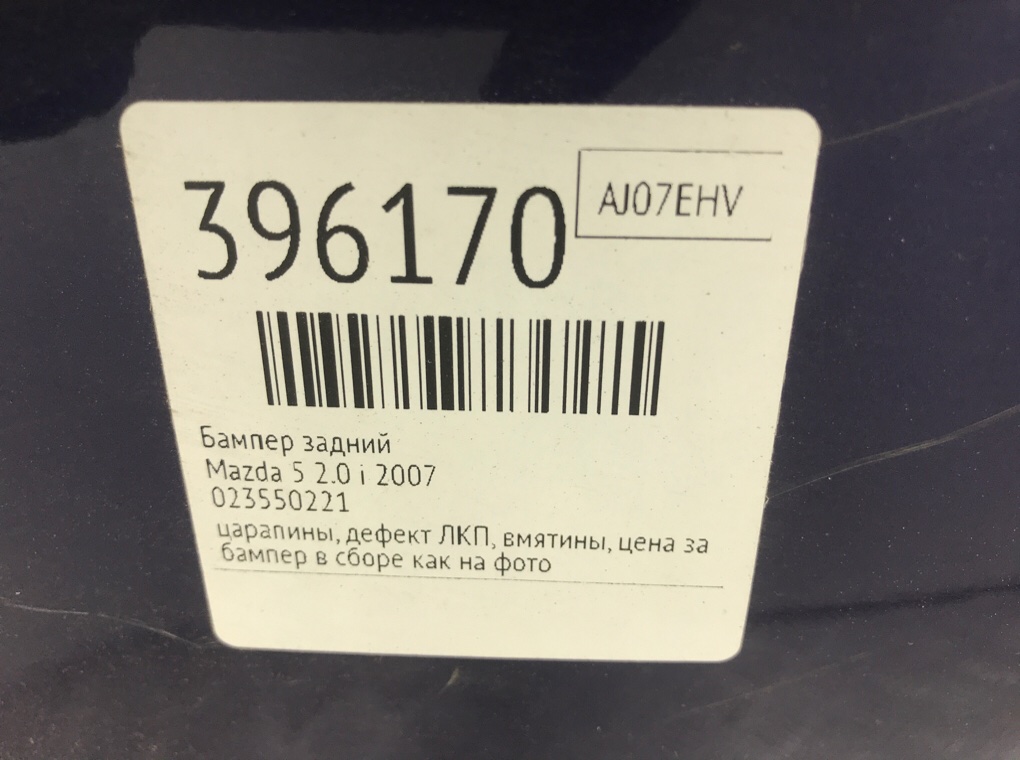 396170
AJ07EHV
Бампер задний
Mazda 5 2.0 i 2007
023550221
царапины, дефект ЛКП, вмятины, цена за
бампер в сборе как на фото